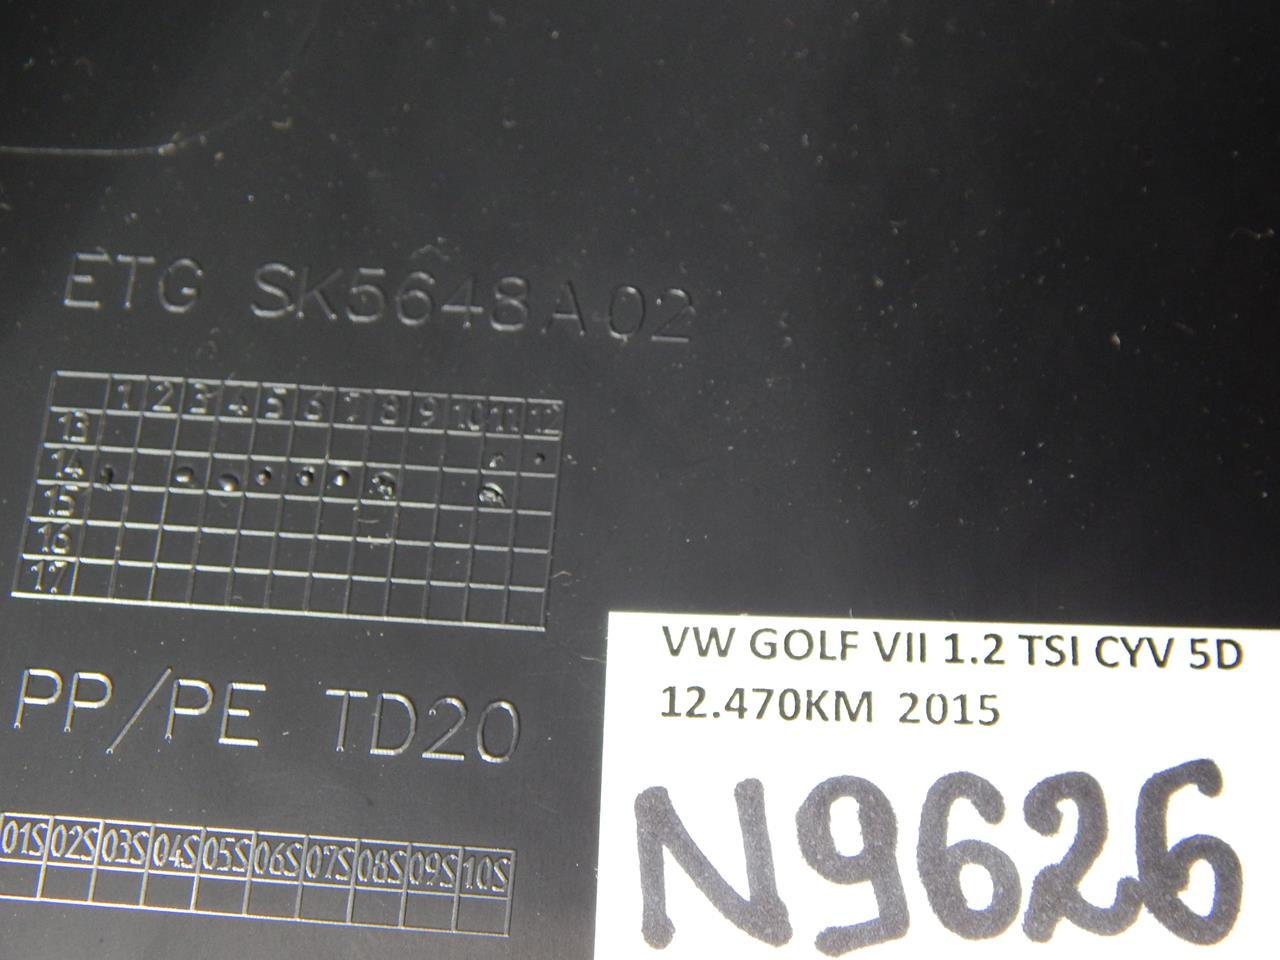 ETG SK5648A02
1 2 3 4 5 6 7 8 9 10 11 12
13
14
15
16
17
PP/PE TD20
01S 02S 03S 04S 05S 06S 07S 08S 09S 10S
VW GOLF VII 1.2 TSI CYV 5D
12.470KM 2015
N9626